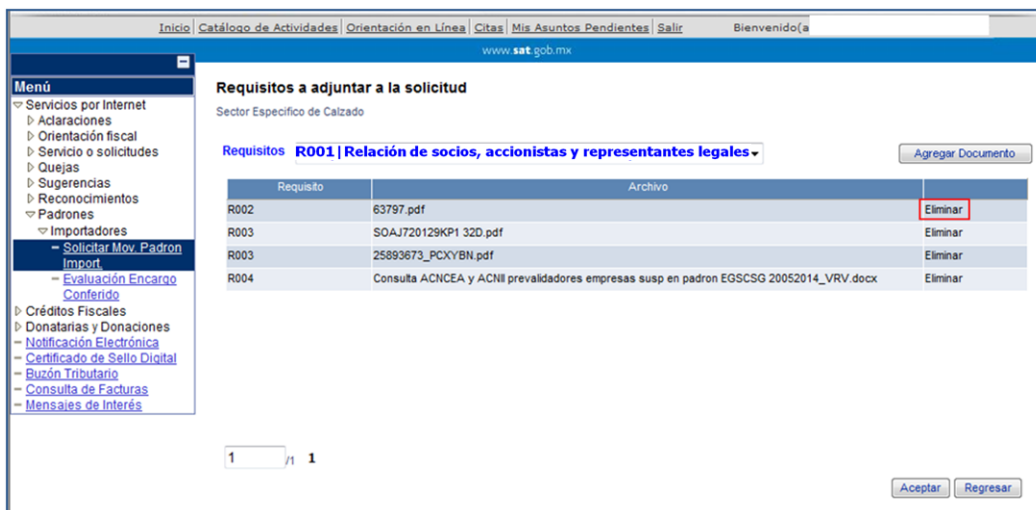 Inicio Catálogo de Actividades Orientación en Línea Citas Mis Asuntos Pendientes Salir Bienvenido(a
www.sat.gob.mx
Menú
Servicios por Internet
Aclaraciones
Orientación fiscal
Servicio o solicitudes
Quejas
Sugerencias
Reconocimientos
Padrones
Importadores
Solicitar Mov. Padron
Import.
Evaluación Encargo
Conferido
Créditos Fiscales
Donatarias y Donaciones
Notificación Electrónica
Certificado de Sello Digital
Buzón Tributario
Consulta de Facturas
Mensajes de Interés
Requisitos a adjuntar a la solicitud
Sector Especifico de Calzado
Requisitos R001|Relación de socios, accionistas y representantes legales
Agregar Documento
Requisito Archivo
R002 63797.pdf Eliminar
R003 SOAJ720129KP1 32D.pdf Eliminar
R003 25893673_PCXYBN.pdf Eliminar
R004 Consulta ACNCEA y ACNII prevalidadores empresas susp en padron EGSCSG 20052014_VRV.docx Eliminar
1 /1 1
Aceptar Regresar